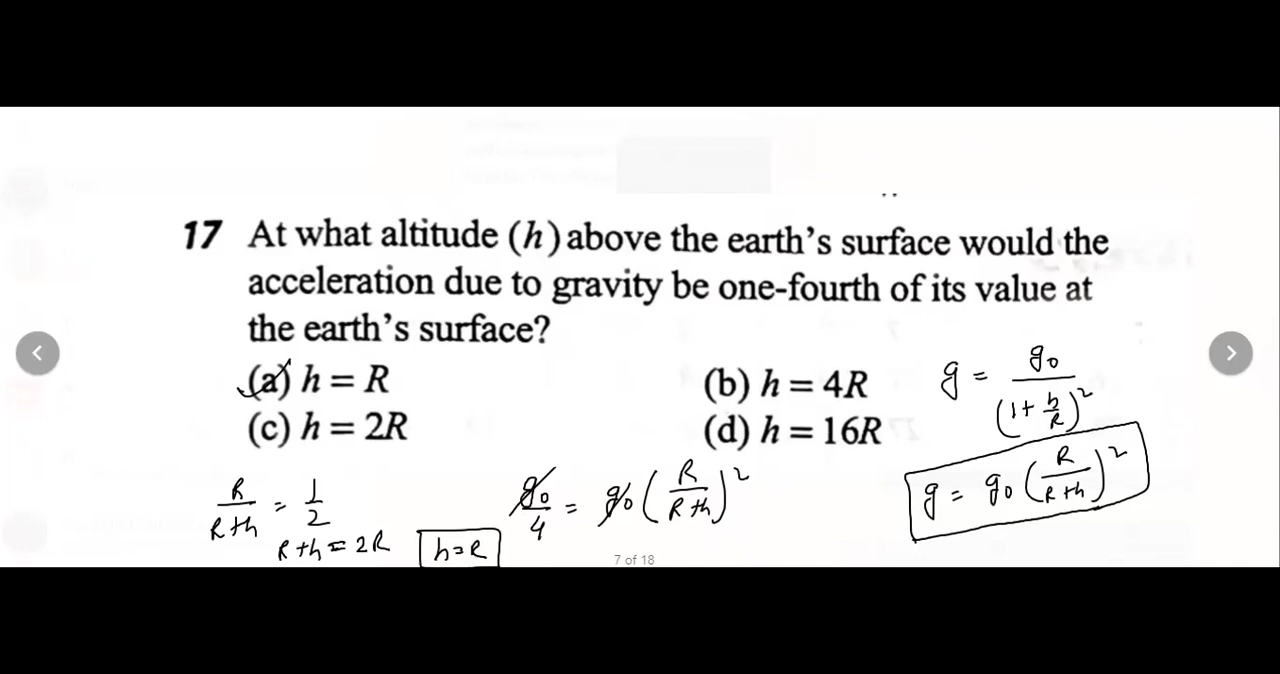 17 At what altitude (h) above the earth's surface would the
acceleration due to gravity be one-fourth of its value at
the earth's surface?
(a) h = R
(b) h = 4R
(c) h = 2R
(d) h = 16R
g = g₀/(1 + h/R)²
g = g₀ (R/R+h)²
g₀/4 = g₀ (R/R+h)²
R/R+h = 1/2
R+h = 2R
h=R
7 of 18